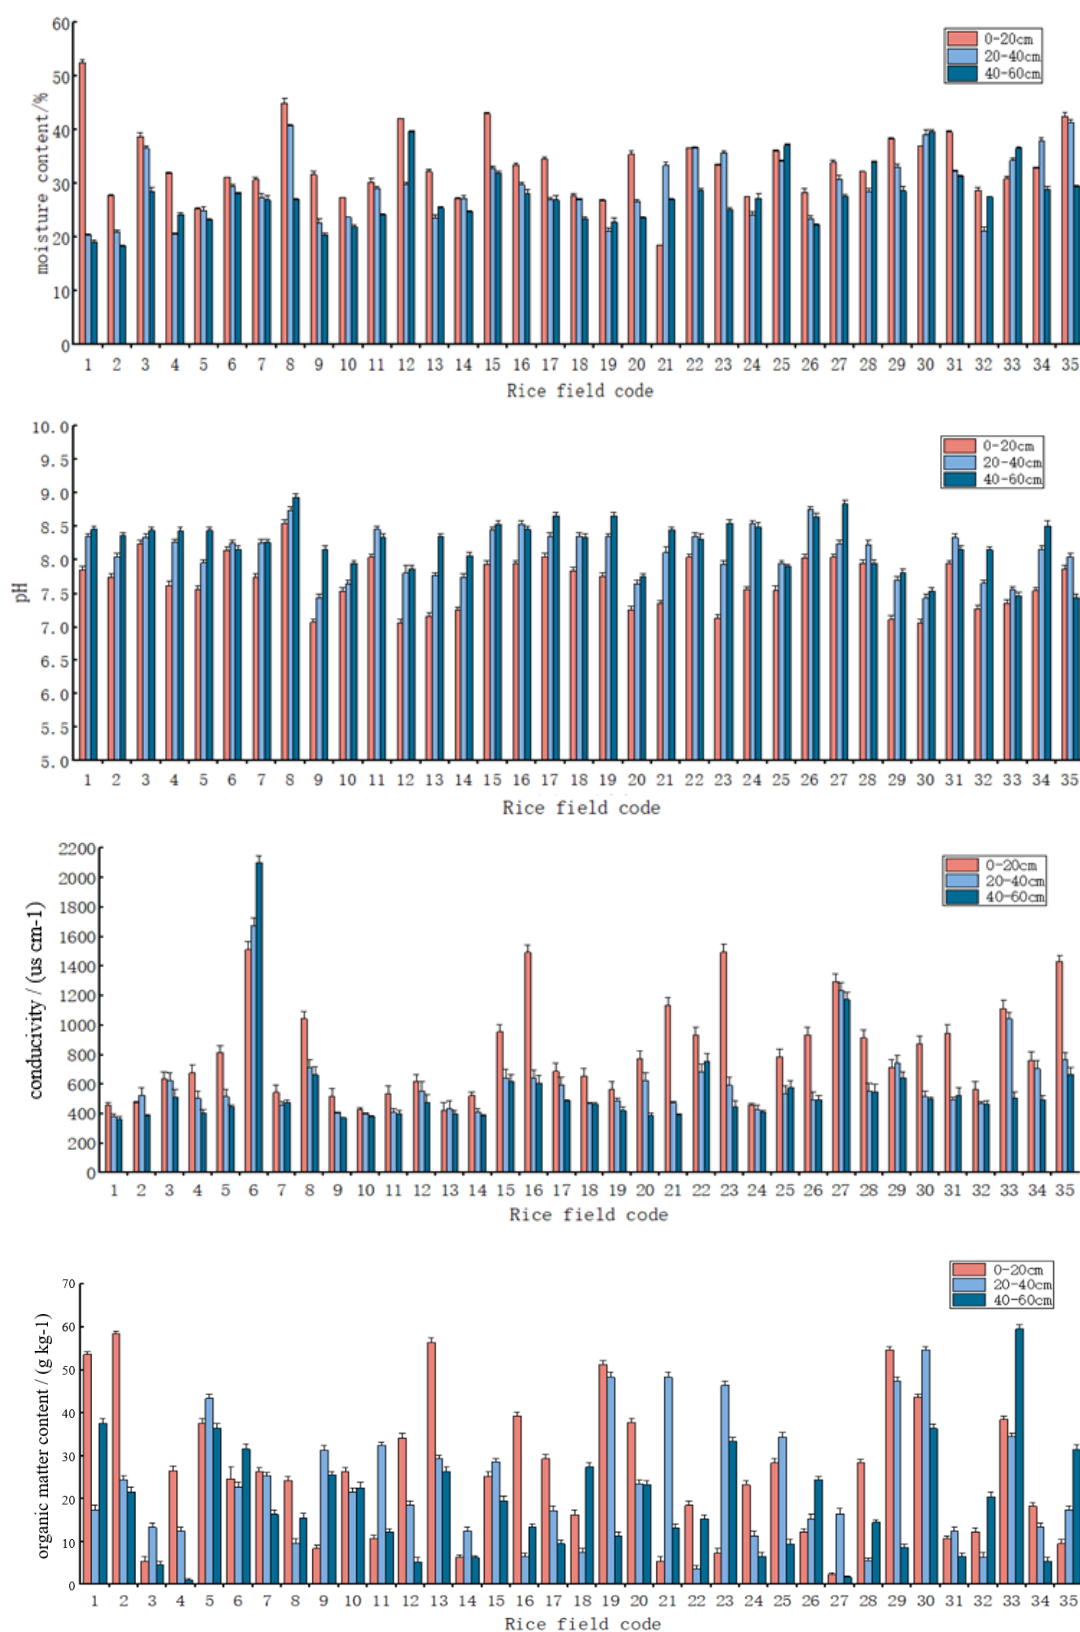 60
50
40
30
20
10
0
moisture content/%
0-20cm
20-40cm
40-60cm
1 2 3 4 5 6 7 8 9 10 11 12 13 14 15 16 17 18 19 20 21 22 23 24 25 26 27 28 29 30 31 32 33 34 35
Rice field code
10.0
9.5
9.0
8.5
8.0
7.5
7.0
6.5
6.0
5.5
5.0
pH
0-20cm
20-40cm
40-60cm
1 2 3 4 5 6 7 8 9 10 11 12 13 14 15 16 17 18 19 20 21 22 23 24 25 26 27 28 29 30 31 32 33 34 35
Rice field code
2200
2000
1800
1600
1400
1200
1000
800
600
400
200
0
conducivity / (us cm-1)
0-20cm
20-40cm
40-60cm
1 2 3 4 5 6 7 8 9 10 11 12 13 14 15 16 17 18 19 20 21 22 23 24 25 26 27 28 29 30 31 32 33 34 35
Rice field code
70
60
50
40
30
20
10
0
organic matter content / (g kg-1)
0-20cm
20-40cm
40-60cm
1 2 3 4 5 6 7 8 9 10 11 12 13 14 15 16 17 18 19 20 21 22 23 24 25 26 27 28 29 30 31 32 33 34 35
Rice field code